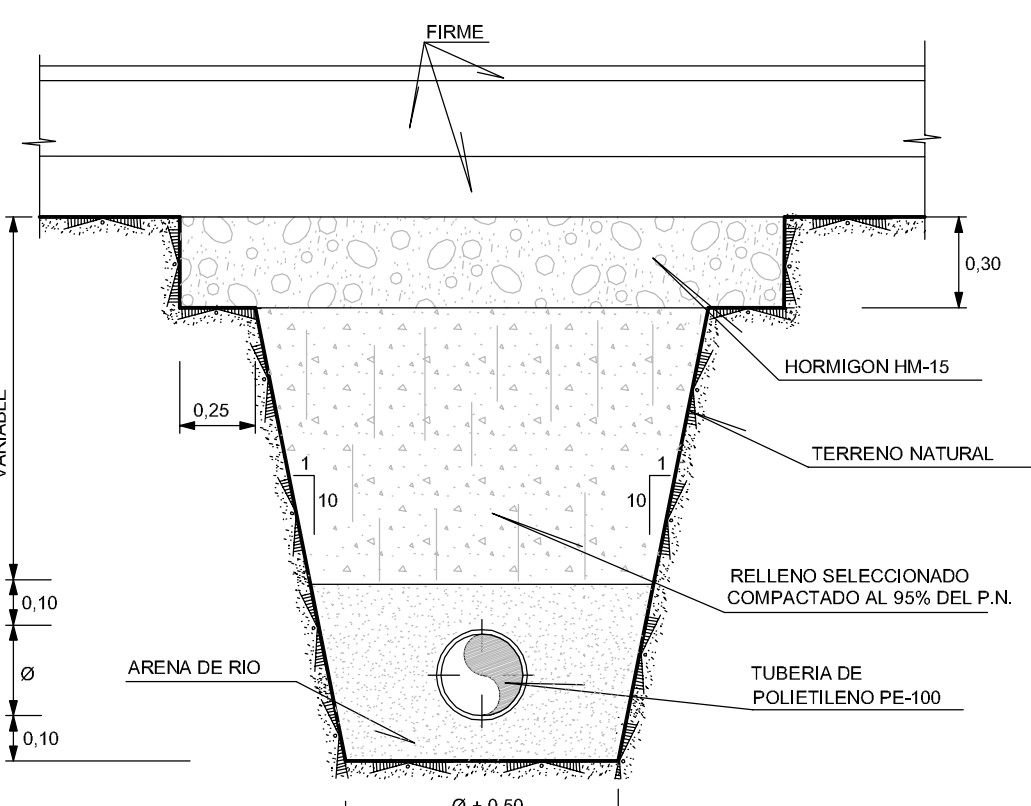 FIRME
0,30
HORMIGON HM-15
0,25
VARIABLE
TERRENO NATURAL
1
10
1
10
RELLENO SELECCIONADO
COMPACTADO AL 95% DEL P.N.
0,10
ARENA DE RIO
Ø
TUBERIA DE
POLIETILENO PE-100
0,10
Ø + 0,50